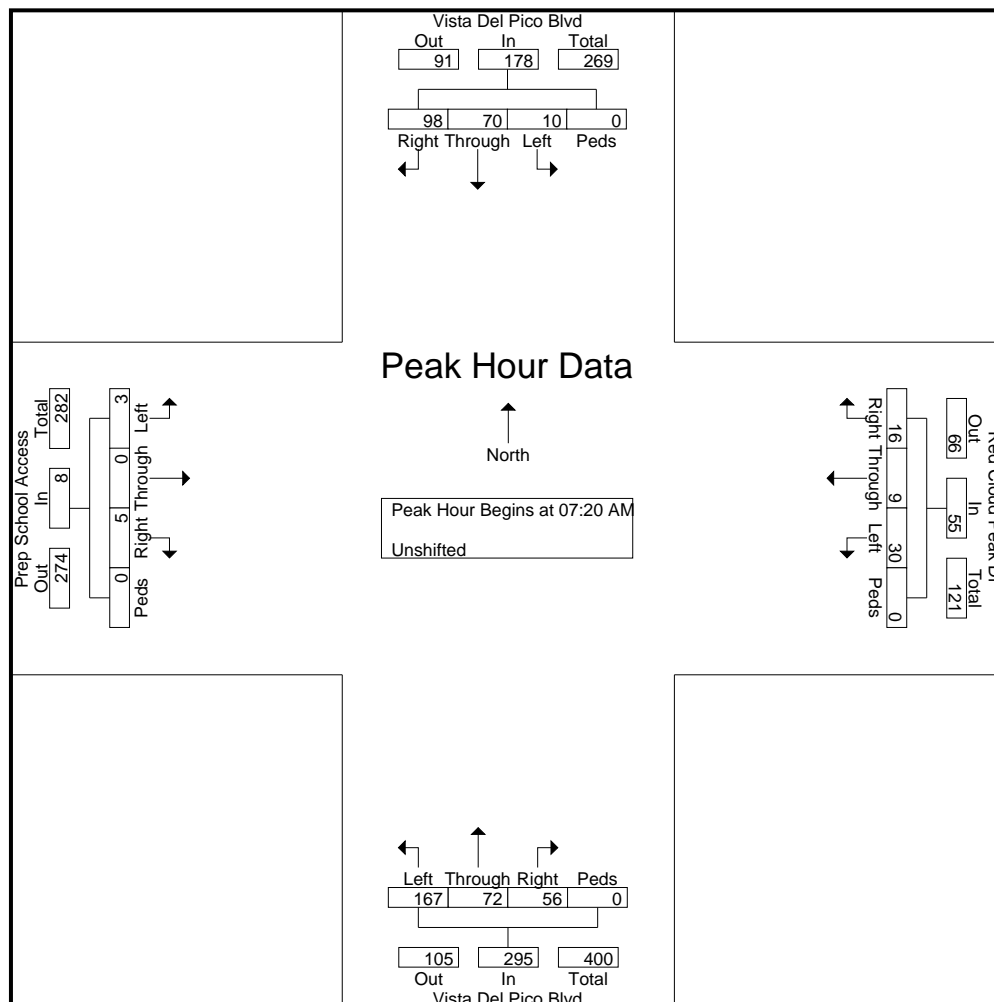 Vista Del Pico Blvd
Out In Total
91 178 269
98 70 10 0
Right Through Left Peds
Peak Hour Data
North
Peak Hour Begins at 07:20 AM
Unshifted
Prep School Access
Total In Out
282 8 274
3 0 5 0
Left Through Right Peds
Red Cloud Peak Dr
Out In Total
66 55 121
16 9 30 0
Right Through Left Peds
Left Through Right Peds
167 72 56 0
105 295 400
Out In Total
Vista Del Pico Blvd